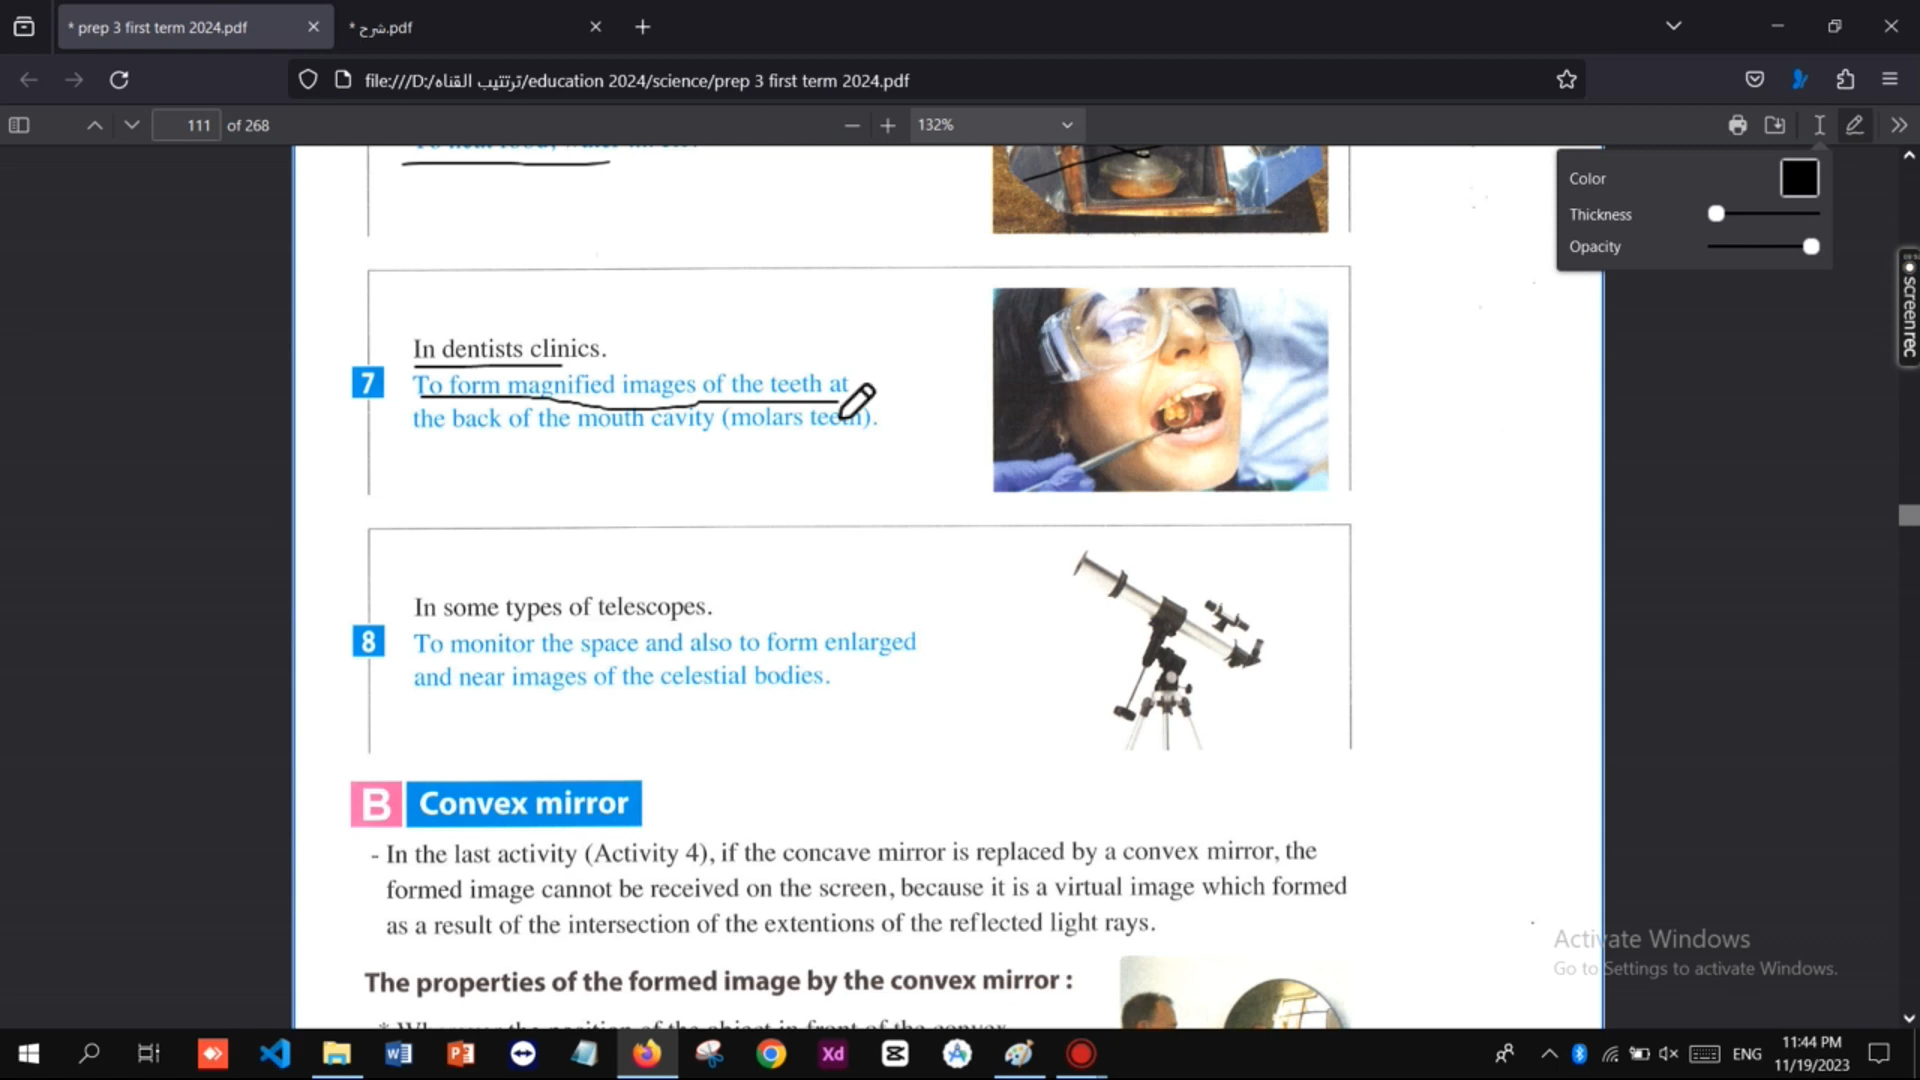 * prep 3 first term 2024.pdf
* شرح.pdf
file:///D:/ترتتيب القناه/education 2024/science/prep 3 first term 2024.pdf
111 of 268
132%
Color
Thickness
Opacity
screenrec
In dentists clinics.
7
To form magnified images of the teeth at
the back of the mouth cavity (molars teeth).
In some types of telescopes.
8
To monitor the space and also to form enlarged
and near images of the celestial bodies.
B Convex mirror
- In the last activity (Activity 4), if the concave mirror is replaced by a convex mirror, the
formed image cannot be received on the screen, because it is a virtual image which formed
as a result of the intersection of the extentions of the reflected light rays.
Activate Windows
Go to Settings to activate Windows.
The properties of the formed image by the convex mirror :
Xd
ENG
11:44 PM
11/19/2023